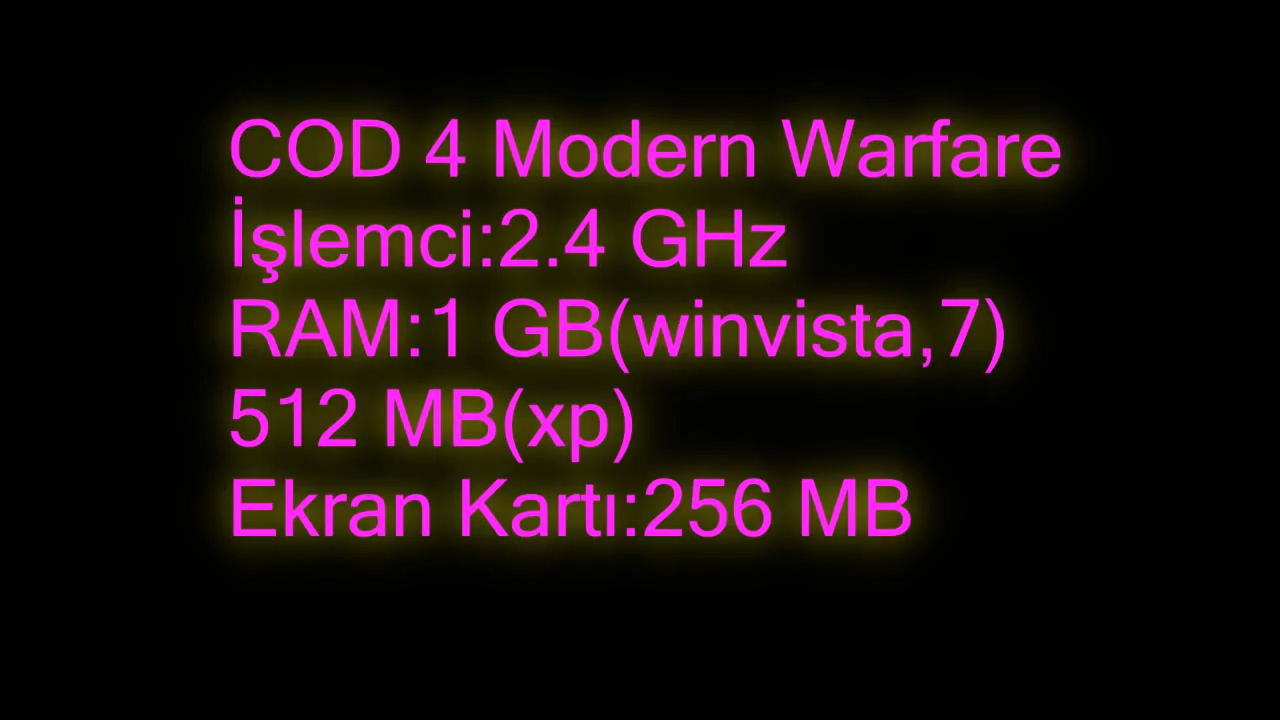 COD 4 Modern Warfare
İşlemci:2.4 GHz
RAM:1 GB(winvista,7)
512 MB(xp)
Ekran Kartı:256 MB